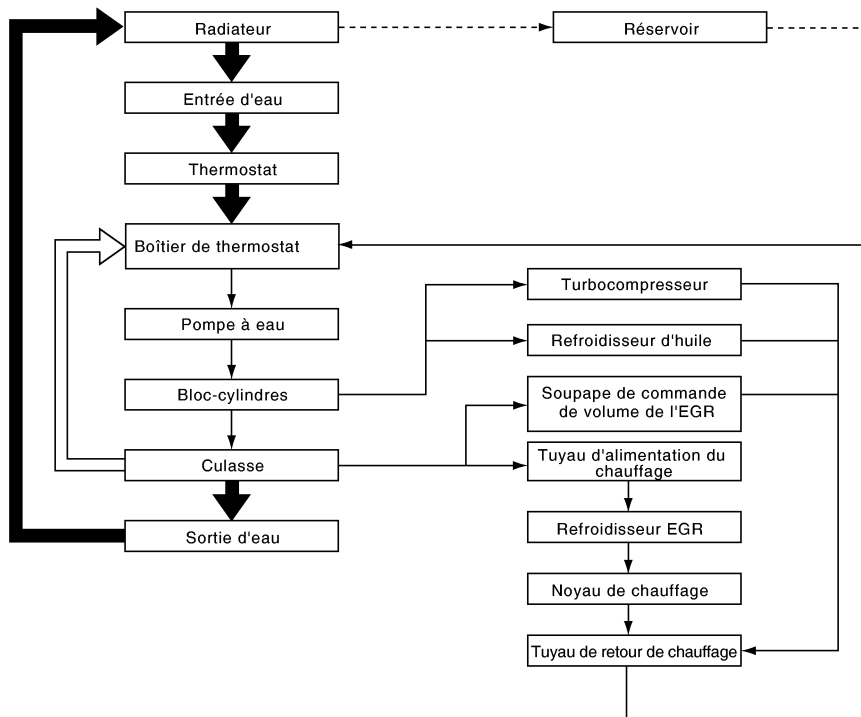 Radiateur
Réservoir
Entrée d'eau
Thermostat
Boîtier de thermostat
Pompe à eau
Bloc-cylindres
Culasse
Sortie d'eau
Turbocompresseur
Refroidisseur d'huile
Soupape de commande
de volume de l'EGR
Tuyau d'alimentation du
chauffage
Refroidisseur EGR
Noyau de chauffage
Tuyau de retour de chauffage